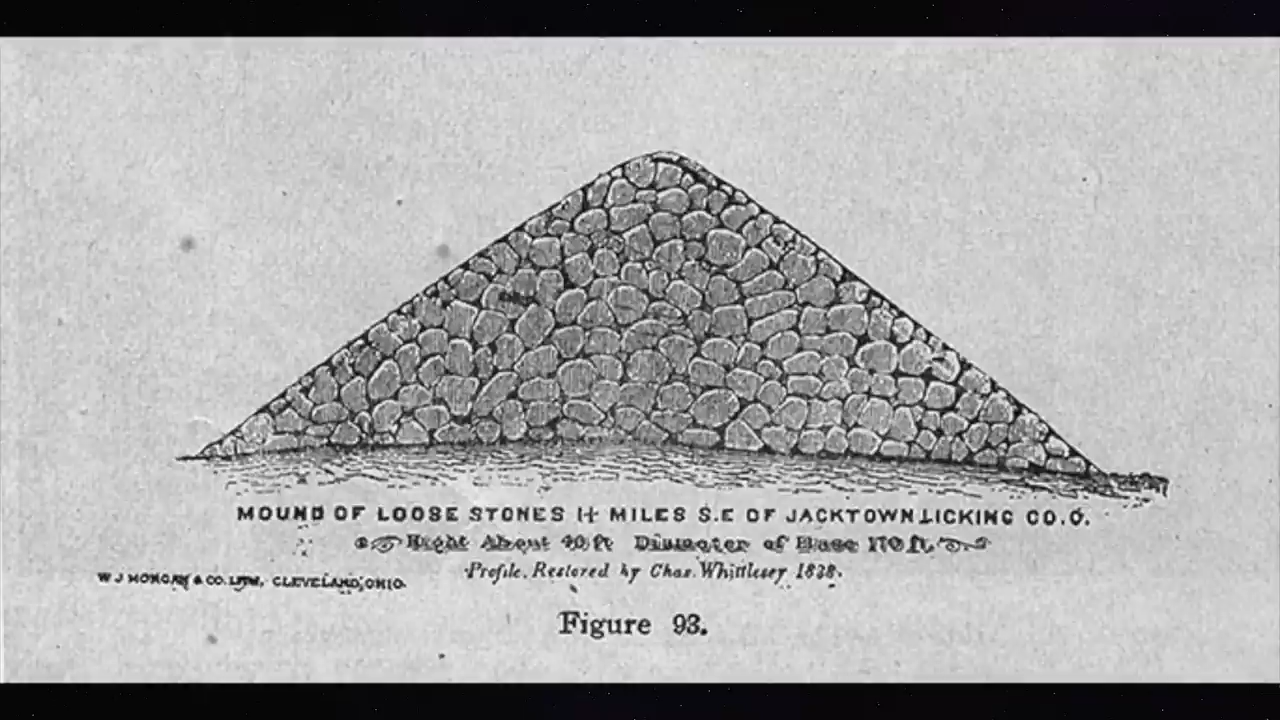 MOUND OF LOOSE STONES 1¼ MILES S.E OF JACKTOWN LICKING CO.O.
Hight About 40 ft Diameter of Base 170 ft.
Profile, Restored by Chas. Whittlesey 1838.
W J MORGAN & CO. LITH, CLEVELAND, OHIO.
Figure 93.